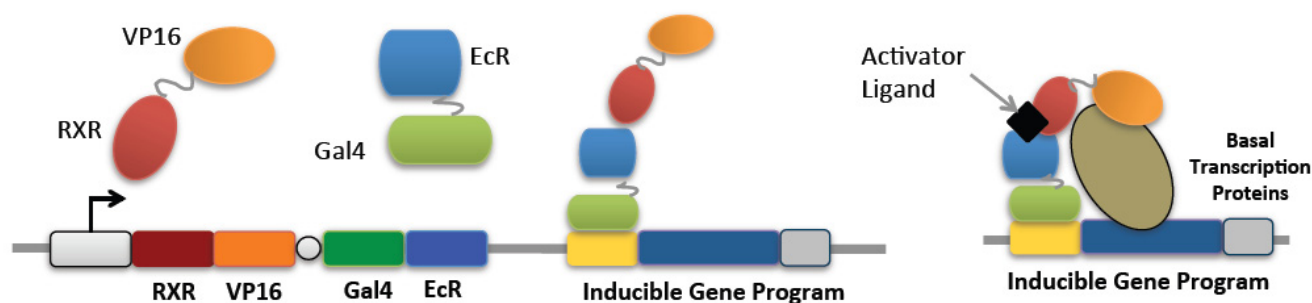 VP16
RXR
EcR
Gal4
RXR VP16 Gal4 EcR
Inducible Gene Program
Activator
Ligand
Basal
Transcription
Proteins
Inducible Gene Program